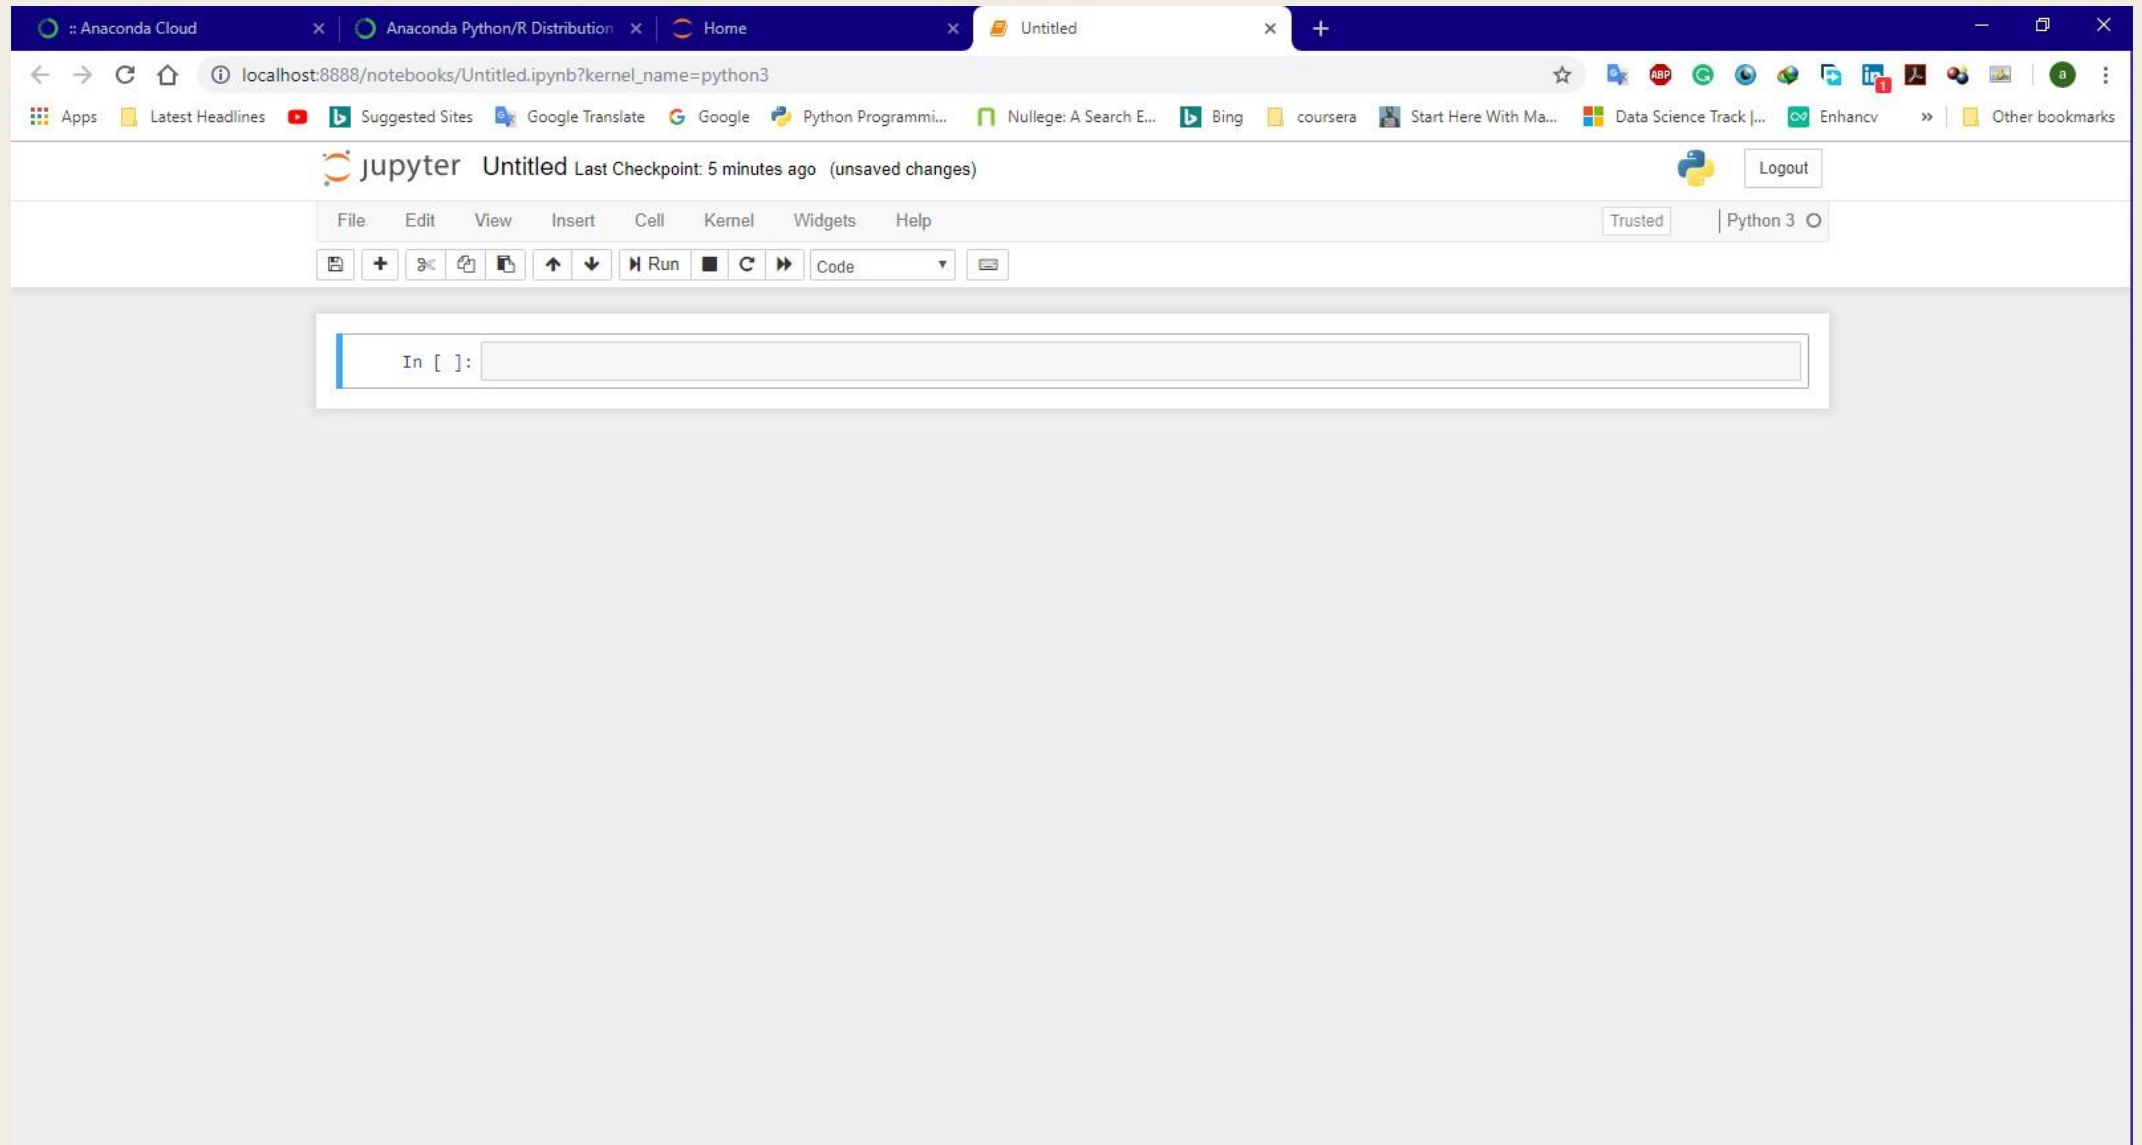 :: Anaconda Cloud Anaconda Python/R Distribution Home Untitled
localhost:8888/notebooks/Untitled.ipynb?kernel_name=python3 ABP in 1 a
Apps Latest Headlines Suggested Sites Google Translate Google Python Programmi... Nullege: A Search E... Bing coursera Start Here With Ma... Data Science Track |... Enhancv » Other bookmarks
jupyter Untitled Last Checkpoint: 5 minutes ago (unsaved changes) Logout
File Edit View Insert Cell Kernel Widgets Help Trusted Python 3
Run Code
In [ ]: